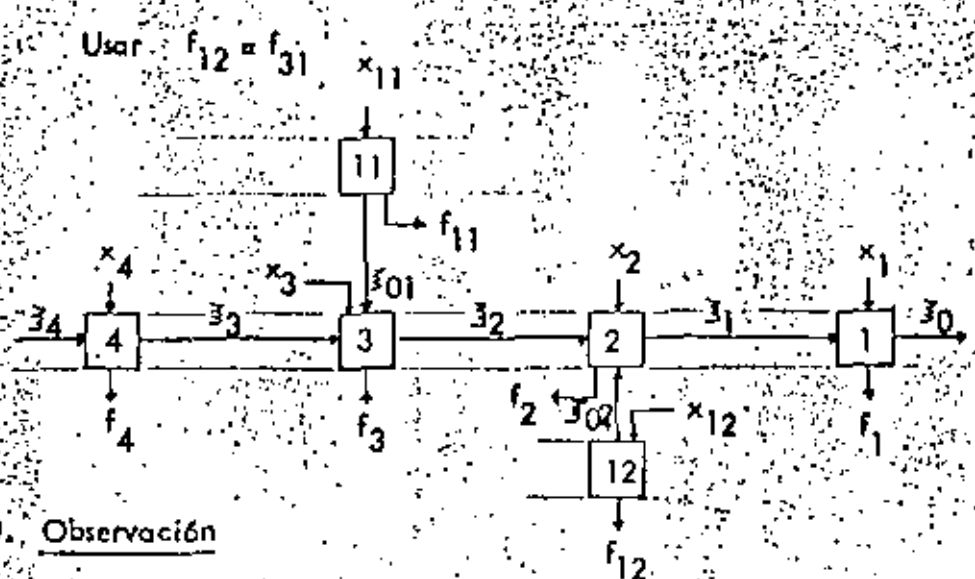 Usar f12 = f31
x11
11
f11
x4 x3 ξ01 x2 x1
ξ4 4 ξ3 3 ξ2 2 ξ1 1 ξ0
f4 f3 f2 ξ02 x12 f1
12
f12
Observación